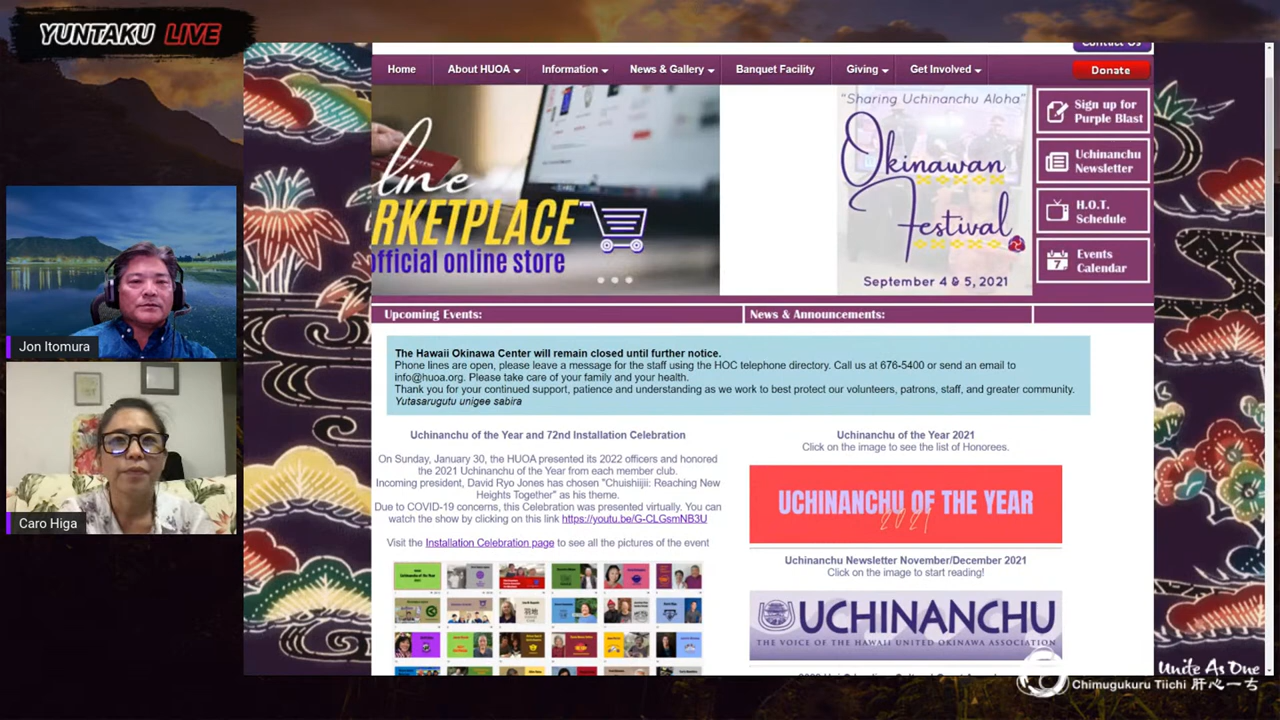 YUNTAKU LIVE
Contact Us
Home
About HUOA
Information
News & Gallery
Banquet Facility
Giving
Get Involved
Donate
line
RKETPLACE
official online store
"Sharing Uchinanchu Aloha"
Okinawan
Festival
September 4 & 5, 2021
Sign up for
Purple Blast
Uchinanchu
Newsletter
H.O.T.
Schedule
7
Events
Calendar
Jon Itomura
Caro Higa
Upcoming Events:
News & Announcements:
The Hawaii Okinawa Center will remain closed until further notice.
Phone lines are open, please leave a message for the staff using the HOC telephone directory. Call us at 676-5400 or send an email to
info@huoa.org. Please take care of your family and your health.
Thank you for your continued support, patience and understanding as we work to best protect our volunteers, patrons, staff, and greater community.
Yutasarugutu unigee sabira
Uchinanchu of the Year and 72nd Installation Celebration
On Sunday, January 30, the HUOA presented its 2022 officers and honored
the 2021 Uchinanchu of the Year from each member club.
Incoming president, David Ryo Jones has chosen "Chuishiijii: Reaching New
Heights Together" as his theme.
Due to COVID-19 concerns, this Celebration was presented virtually. You can
watch the show by clicking on this link https://youtu.be/G-CLGsmNB3U
Visit the Installation Celebration page to see all the pictures of the event
Uchinanchu of the Year 2021
Click on the image to see the list of Honorees.
UCHINANCHU OF THE YEAR
2021
Uchinanchu Newsletter November/December 2021
Click on the image to start reading!
UCHINANCHU
THE VOICE OF THE HAWAII UNITED OKINAWA ASSOCIATION
Unite As One
Chimugukuru Tiichi 肝心一ち